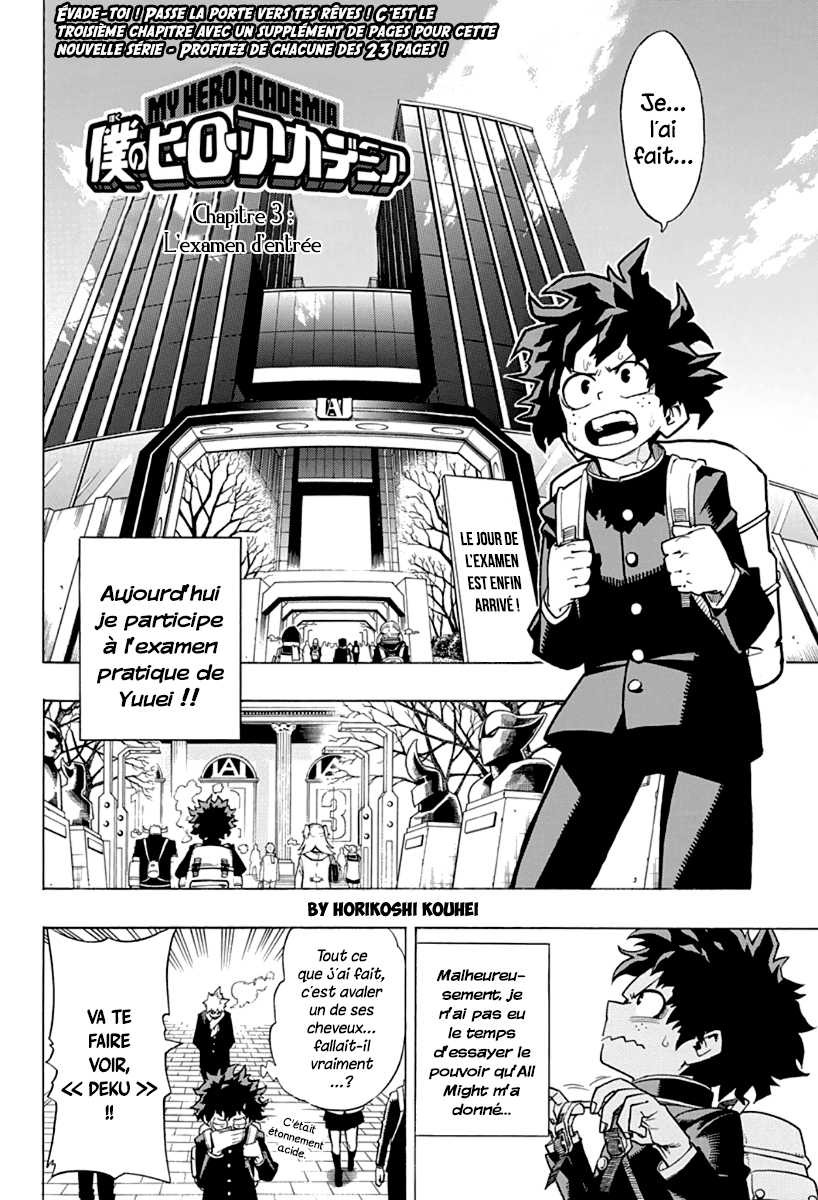 Évade-toi ! Passe la porte vers tes rêves ! C'est le
troisième chapitre avec un supplément de pages pour cette
nouvelle série - Profitez de chacune des 23 pages !
MY HERO ACADEMIA
僕のヒーローアカデミア
Chapitre 3 :
L'examen d'entrée
Je...
l'ai
fait...
LE JOUR DE
L'EXAMEN
EST ENFIN
ARRIVÉ !
Aujourd'hui
je participe
à l'examen
pratique de
Yuuei !!
BY HORIKOSHI KOUHEI
Malheureu-
sement, je
n'ai pas eu
le temps
d'essayer le
pouvoir qu'All
Might m'a
donné...
Tout ce
que j'ai fait,
c'est avaler
un de ses
cheveux...
fallait-il
vraiment
...?
C'était
étonnement
acide.
VA TE
FAIRE
VOIR,
<< DEKU >>
!!